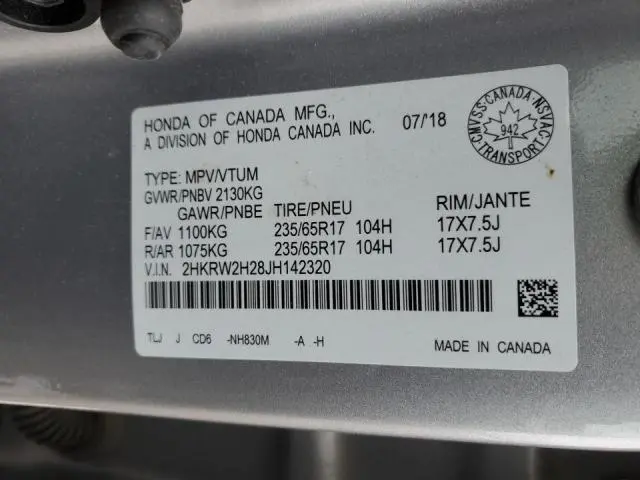 HONDA OF CANADA MFG.,
A DIVISION OF HONDA CANADA INC.
07/'18
CMVSS-CANADA-NSVAC
942
TRANSPORT
TYPE: MPV/VTUM
GVWR/PNBV 2130KG
GAWR/PNBE TIRE/PNEU RIM/JANTE
F/AV 1100KG 235/65R17 104H 17X7.5J
R/AR 1075KG 235/65R17 104H 17X7.5J
V.I.N. 2HKRW2H28JH142320
TLJ J CD6 -NH830M -A -H
MADE IN CANADA